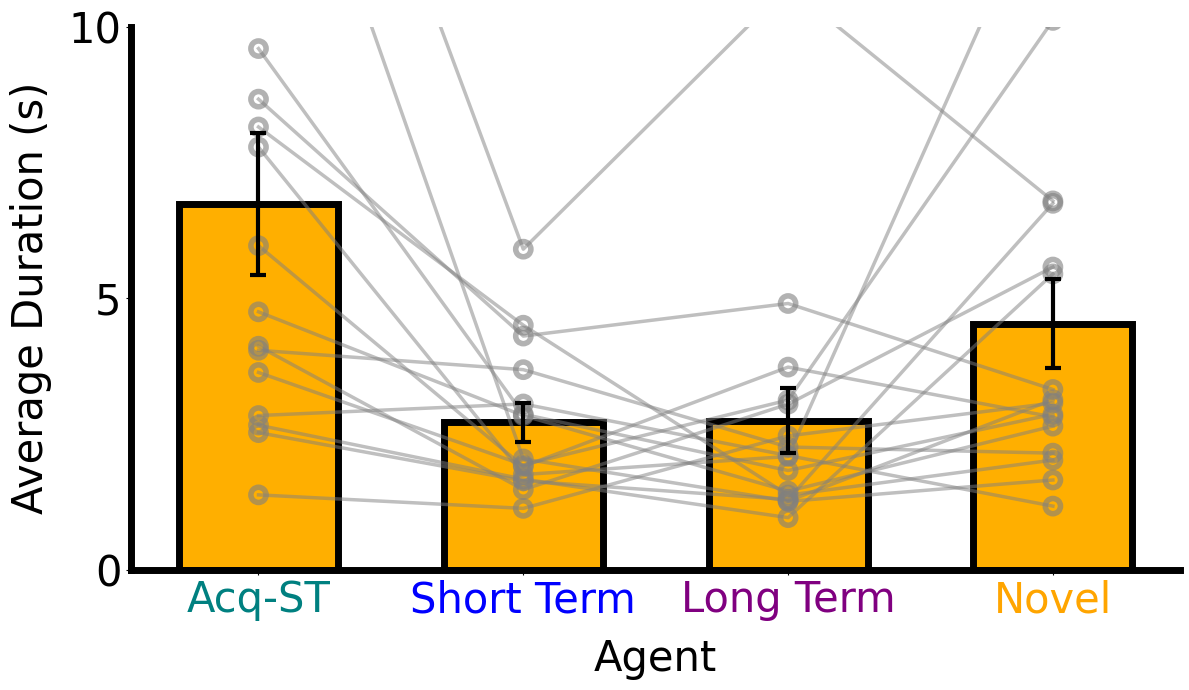 Average Duration (s)
10
5
0
Acq-ST
Short Term
Long Term
Novel
Agent